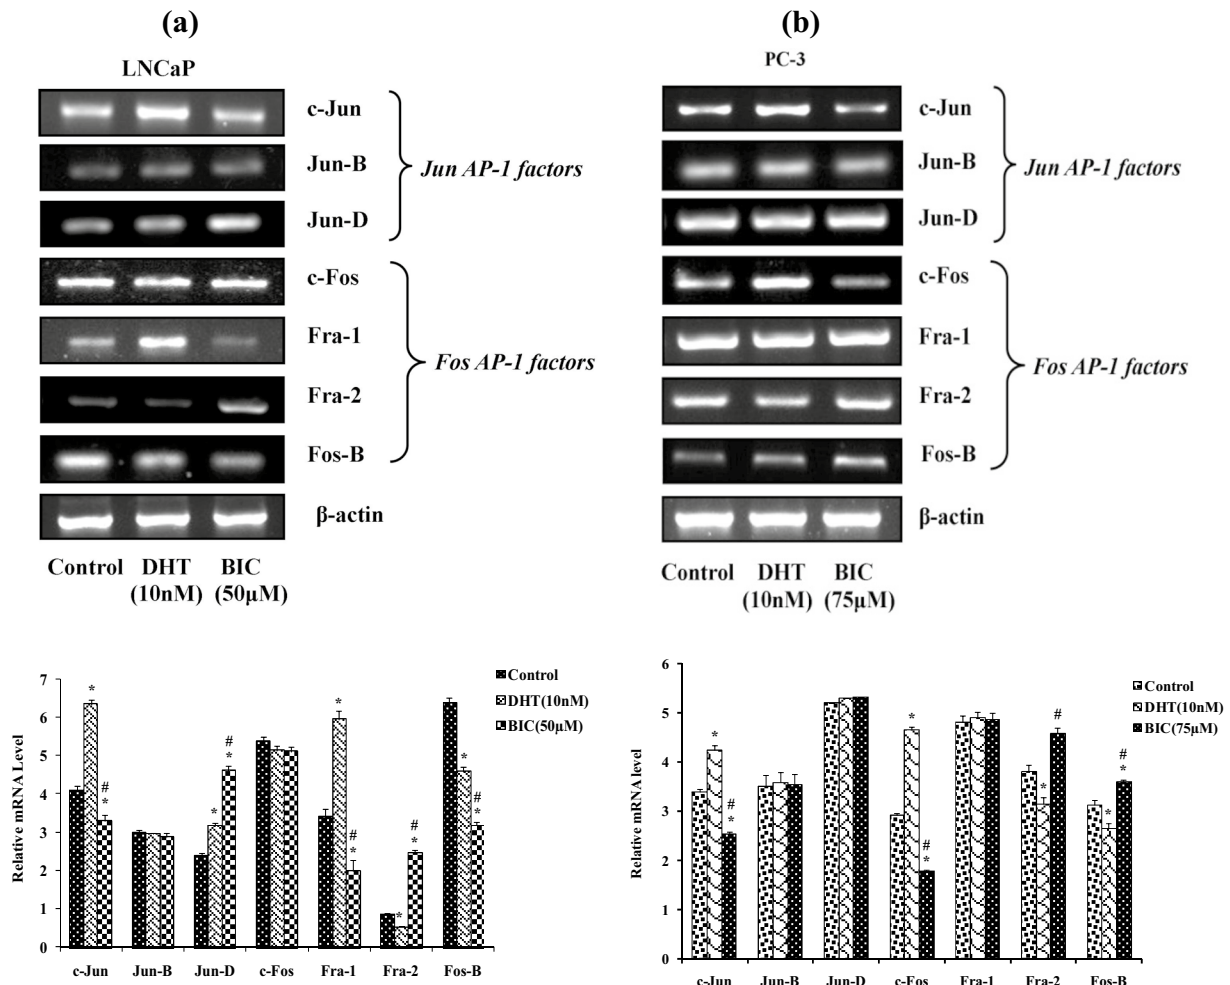 (a)
LNCaP
c-Jun
Jun-B
Jun AP-1 factors
Jun-D
c-Fos
Fra-1
Fos AP-1 factors
Fra-2
Fos-B
β-actin
Control DHT BIC
(10nM) (50μM)
(b)
PC-3
c-Jun
Jun-B
Jun AP-1 factors
Jun-D
c-Fos
Fra-1
Fos AP-1 factors
Fra-2
Fos-B
β-actin
Control DHT BIC
(10nM) (75μM)
Relative mRNA Level
7
6
5
4
3
2
1
0
* # * # * * * # * # * * * # *
c-Jun Jun-B Jun-D c-Fos Fra-1 Fra-2 Fos-B
Control
DHT(10nM)
BIC(50μM)
Relative mRNA level
6
5
4
3
2
1
0
* # * * # * # * # * *
c-Jun Jun-B Jun-D c-Fos Fra-1 Fra-2 Fos-B
Control
DHT(10nM)
BIC(75μM)